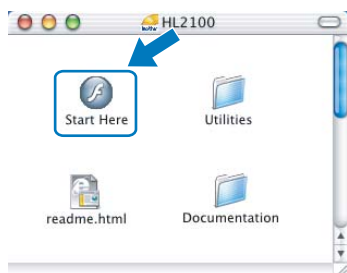 HL2100
Start Here
Utilities
readme.html
Documentation